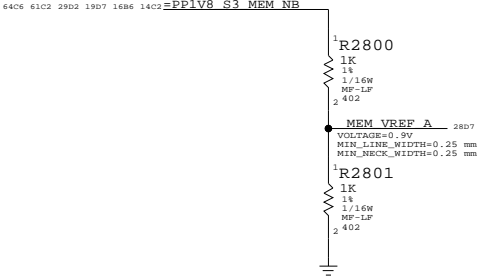 64C6 61C2 29D2 19D7 16B6 14C2 =PP1V8_S3_MEM_NB
1
R2800
1K
1%
1/16W
MF-LF
402
2
MEM_VREF_A 28D7
VOLTAGE=0.9V
MIN_LINE_WIDTH=0.25 mm
MIN_NECK_WIDTH=0.25 mm
1
R2801
1K
1%
1/16W
MF-LF
402
2